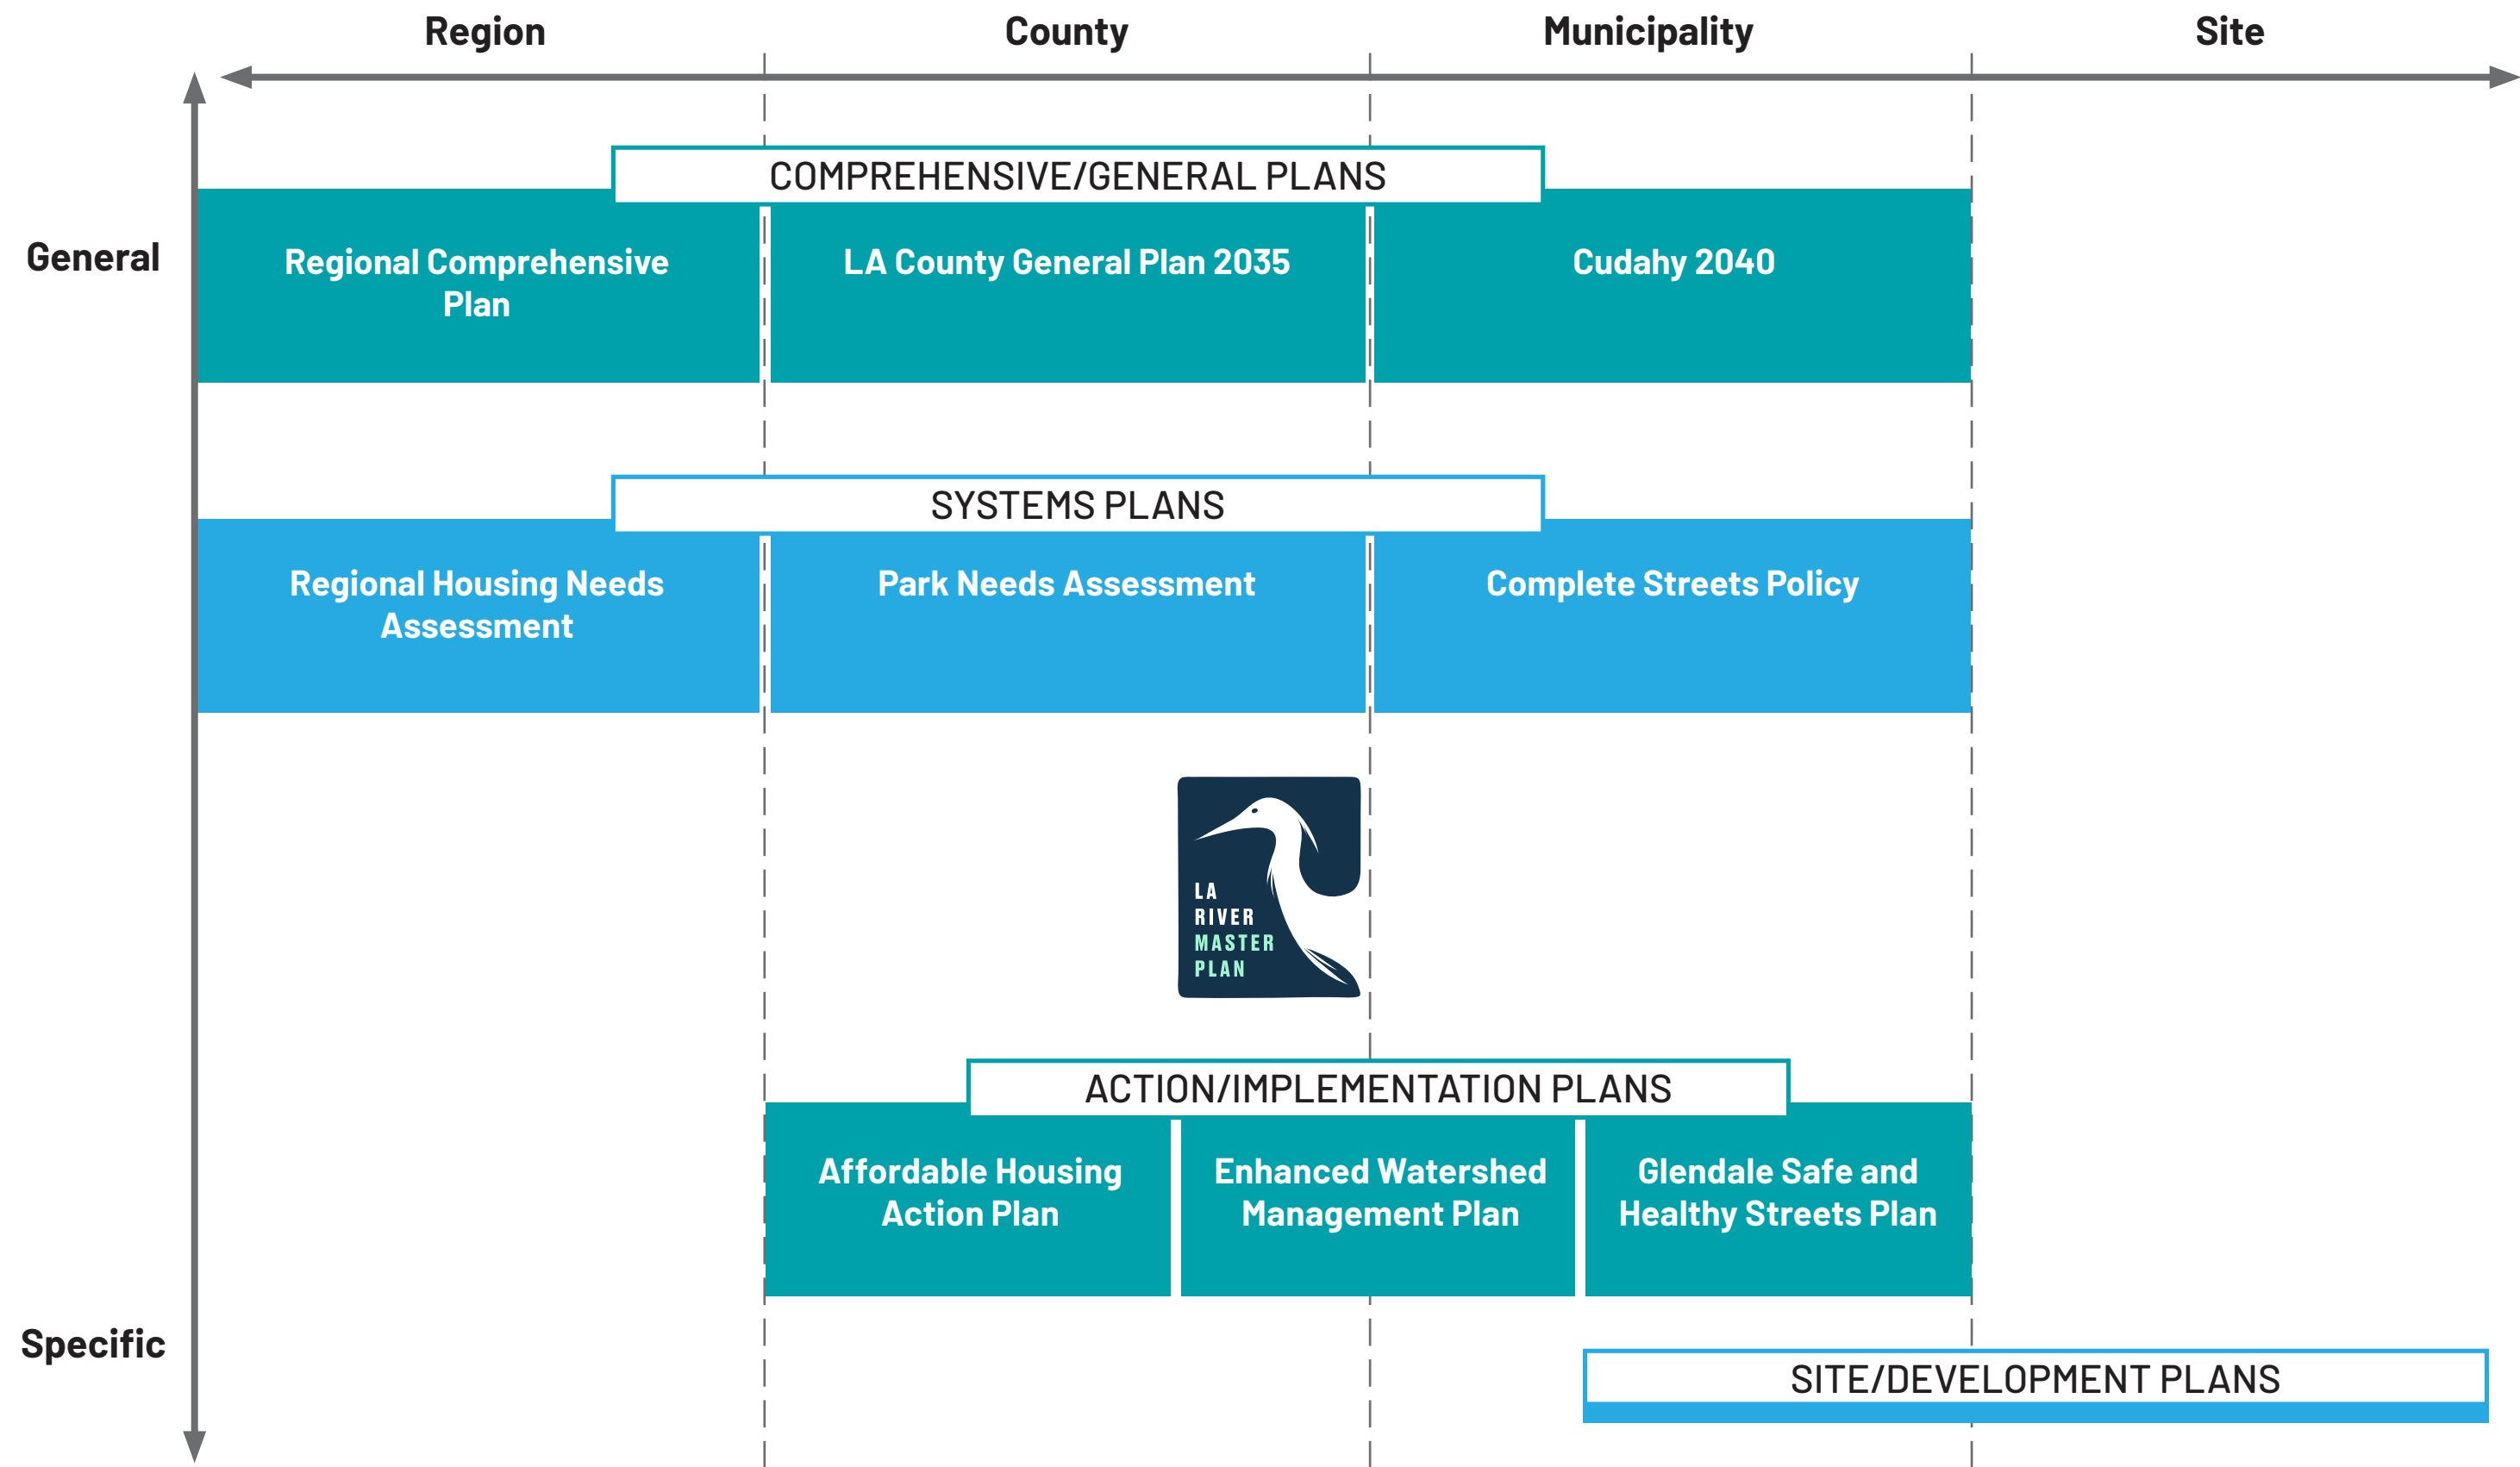 Region County Municipality Site
COMPREHENSIVE/GENERAL PLANS
General
Regional Comprehensive
Plan
LA County General Plan 2035
Cudahy 2040
SYSTEMS PLANS
Regional Housing Needs
Assessment
Park Needs Assessment
Complete Streets Policy
LA
RIVER
MASTER
PLAN
ACTION/IMPLEMENTATION PLANS
Affordable Housing
Action Plan
Enhanced Watershed
Management Plan
Glendale Safe and
Healthy Streets Plan
Specific
SITE/DEVELOPMENT PLANS